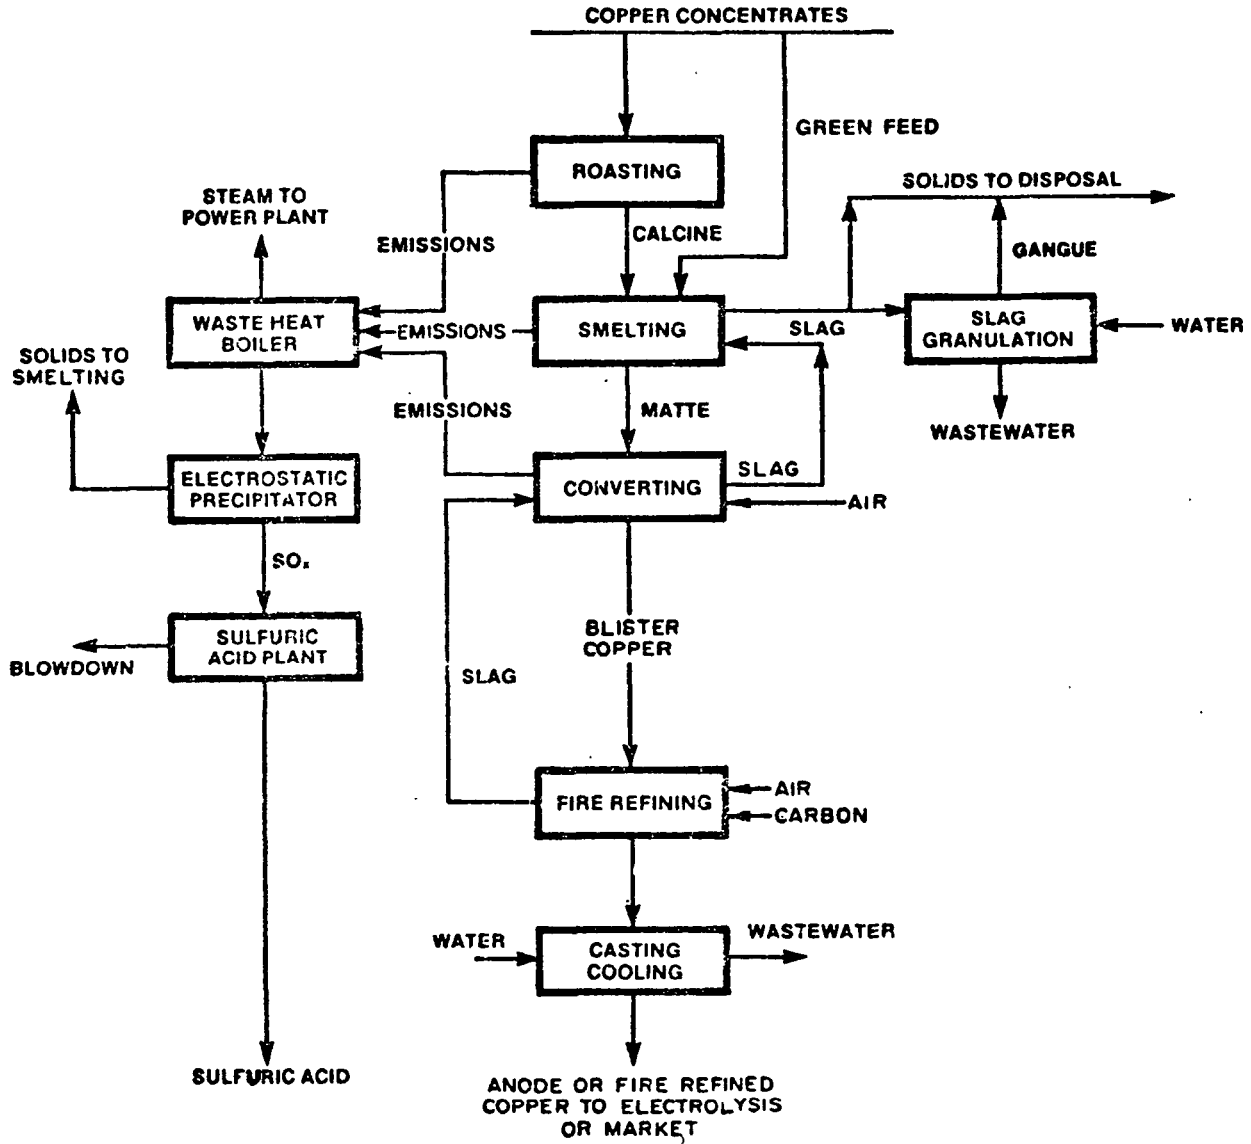 COPPER CONCENTRATES
GREEN FEED
ROASTING
SOLIDS TO DISPOSAL
STEAM TO
POWER PLANT
CALCINE
EMISSIONS
GANGUE
WASTE HEAT
BOILER
EMISSIONS
SMELTING
SLAG
SLAG
GRANULATION
WATER
SOLIDS TO
SMELTING
EMISSIONS
MATTE
WASTEWATER
ELECTROSTATIC
PRECIPITATOR
CONVERTING
SLAG
AIR
SOₓ
SULFURIC
ACID PLANT
BLOWDOWN
BLISTER
COPPER
SLAG
FIRE REFINING
AIR
CARBON
WATER
CASTING
COOLING
WASTEWATER
SULFURIC ACID
ANODE OR FIRE REFINED
COPPER TO ELECTROLYSIS
OR MARKET